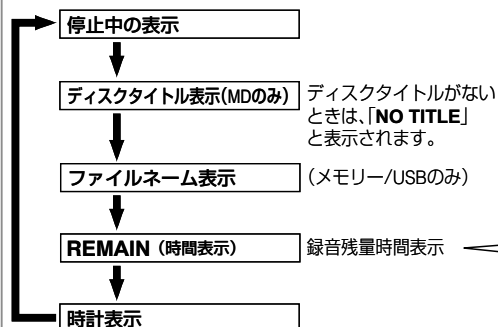 停止中の表示
ディスクタイトル表示(MDのみ)
ディスクタイトルがない
ときは、「NO TITLE」
と表示されます。
ファイルネーム表示
(メモリー/USBのみ)
REMAIN（時間表示）
録音残量時間表示
時計表示